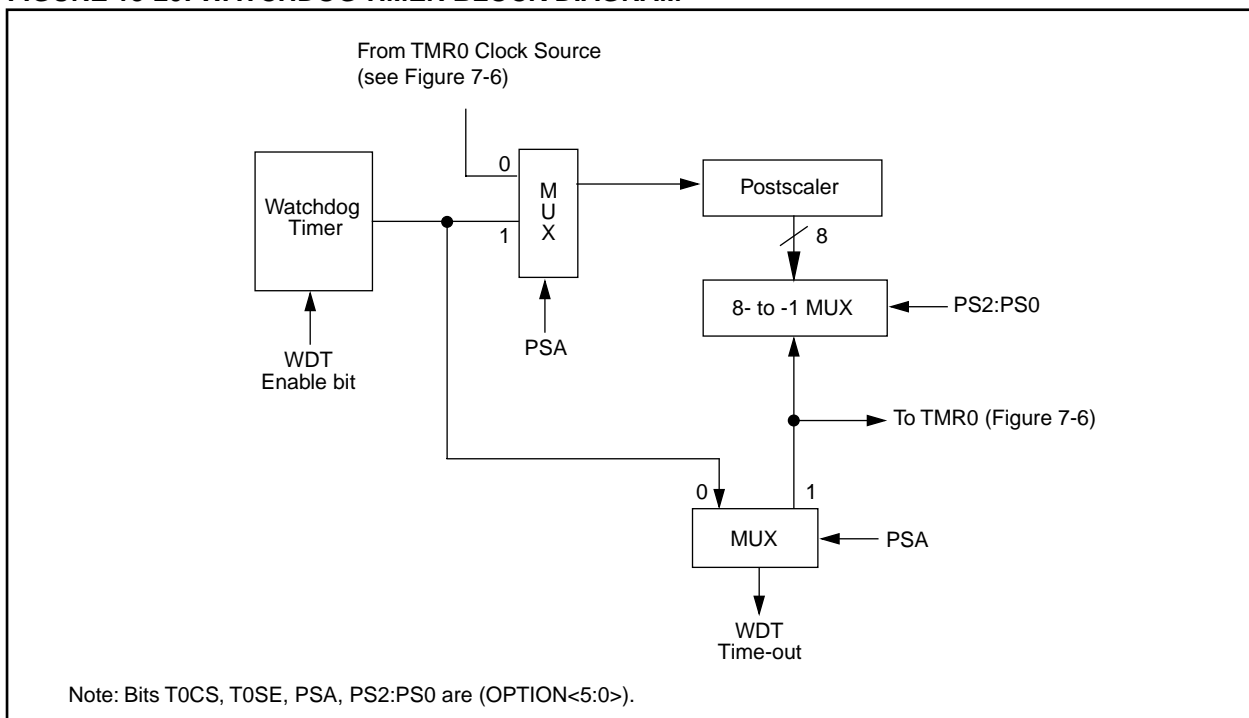 From TMR0 Clock Source
(see Figure 7-6)
0
M
U
X
Postscaler
Watchdog
Timer
1
8
8- to -1 MUX
PS2:PS0
PSA
WDT
Enable bit
To TMR0 (Figure 7-6)
0
1
MUX
PSA
WDT
Time-out
Note: Bits T0CS, T0SE, PSA, PS2:PS0 are (OPTION<5:0>).